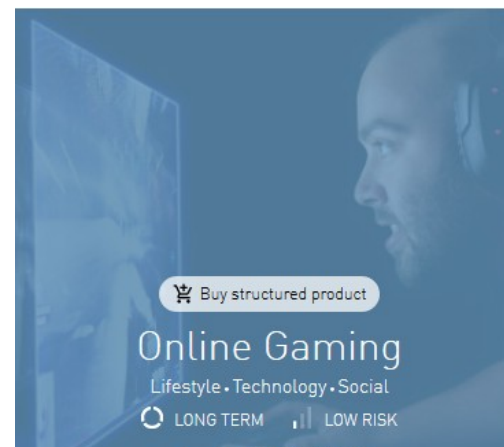 Buy structured product
Online Gaming
Lifestyle • Technology • Social
LONG TERM LOW RISK